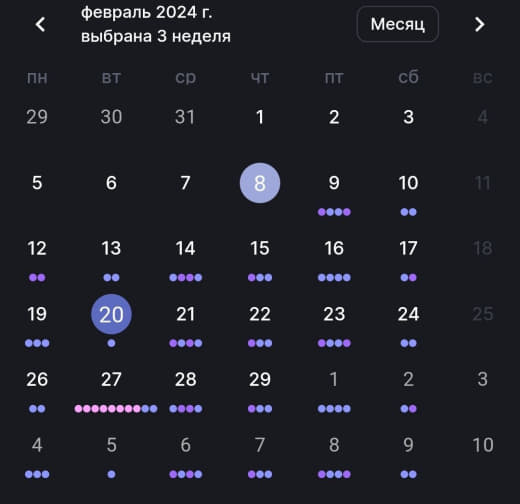 февраль 2024 г.
выбрана 3 неделя
Месяц
пн вт ср чт пт сб вс
29 30 31 1 2 3 4
5 6 7 8 9 10 11
12 13 14 15 16 17 18
19 20 21 22 23 24 25
26 27 28 29 1 2 3
4 5 6 7 8 9 10